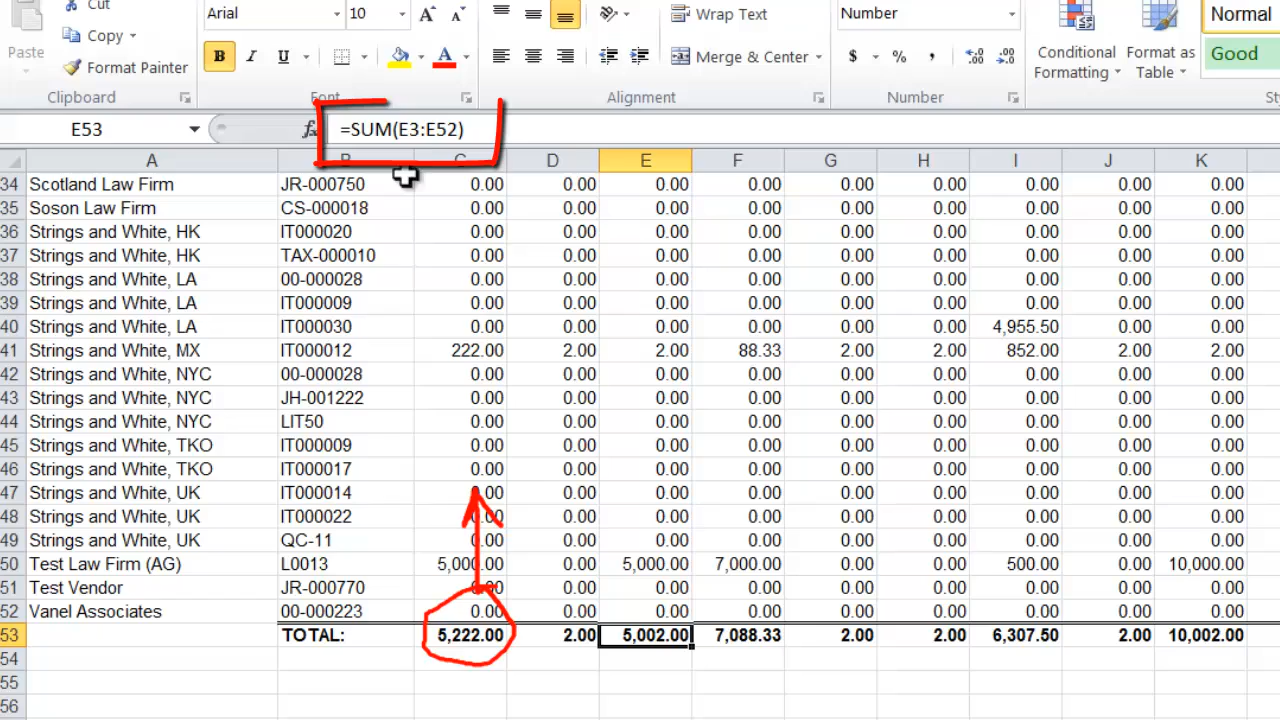 Cut
Arial 10 A A Wrap Text Number Normal
Paste Copy Conditional Format as
Format Painter B I U A Merge & Center $ % , .00 .00 Formatting Table Good
Clipboard Font Alignment Number
E53 fx =SUM(E3:E52)
A B C D E F G H I J K
34 Scotland Law Firm JR-000750 0.00 0.00 0.00 0.00 0.00 0.00 0.00 0.00 0.00
35 Soson Law Firm CS-000018 0.00 0.00 0.00 0.00 0.00 0.00 0.00 0.00 0.00
36 Strings and White, HK IT000020 0.00 0.00 0.00 0.00 0.00 0.00 0.00 0.00 0.00
37 Strings and White, HK TAX-000010 0.00 0.00 0.00 0.00 0.00 0.00 0.00 0.00 0.00
38 Strings and White, LA 00-000028 0.00 0.00 0.00 0.00 0.00 0.00 0.00 0.00 0.00
39 Strings and White, LA IT000009 0.00 0.00 0.00 0.00 0.00 0.00 0.00 0.00 0.00
40 Strings and White, LA IT000030 0.00 0.00 0.00 0.00 0.00 0.00 4,955.50 0.00 0.00
41 Strings and White, MX IT000012 222.00 2.00 2.00 88.33 2.00 2.00 852.00 2.00 2.00
42 Strings and White, NYC 00-000028 0.00 0.00 0.00 0.00 0.00 0.00 0.00 0.00 0.00
43 Strings and White, NYC JH-001222 0.00 0.00 0.00 0.00 0.00 0.00 0.00 0.00 0.00
44 Strings and White, NYC LIT50 0.00 0.00 0.00 0.00 0.00 0.00 0.00 0.00 0.00
45 Strings and White, TKO IT000009 0.00 0.00 0.00 0.00 0.00 0.00 0.00 0.00 0.00
46 Strings and White, TKO IT000017 0.00 0.00 0.00 0.00 0.00 0.00 0.00 0.00 0.00
47 Strings and White, UK IT000014 0.00 0.00 0.00 0.00 0.00 0.00 0.00 0.00 0.00
48 Strings and White, UK IT000022 0.00 0.00 0.00 0.00 0.00 0.00 0.00 0.00 0.00
49 Strings and White, UK QC-11 0.00 0.00 0.00 0.00 0.00 0.00 0.00 0.00 0.00
50 Test Law Firm (AG) L0013 5,000.00 0.00 5,000.00 7,000.00 0.00 0.00 500.00 0.00 10,000.00
51 Test Vendor JR-000770 0.00 0.00 0.00 0.00 0.00 0.00 0.00 0.00 0.00
52 Vanel Associates 00-000223 0.00 0.00 0.00 0.00 0.00 0.00 0.00 0.00 0.00
53 TOTAL: 5,222.00 2.00 5,002.00 7,088.33 2.00 2.00 6,307.50 2.00 10,002.00
54
55
56